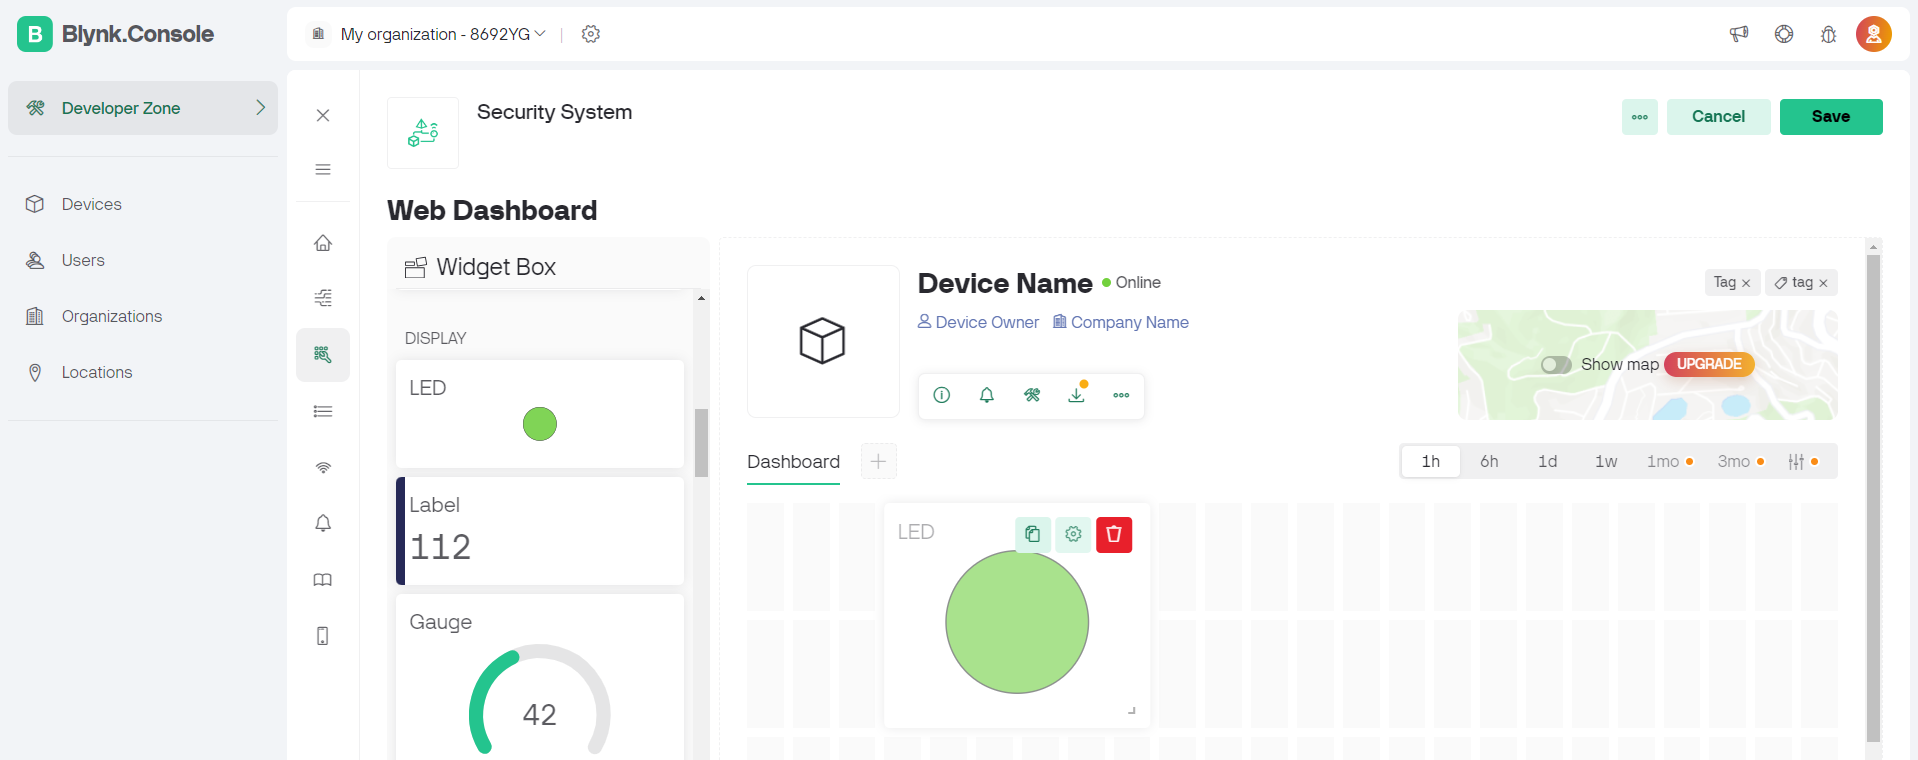 B Blynk.Console
My organization - 8692YG
Developer Zone
Devices
Users
Organizations
Locations
Security System
Cancel
Save
Web Dashboard
Widget Box
DISPLAY
LED
Label
112
Gauge
42
Device Name
Online
Device Owner
Company Name
Tag ×
tag ×
Show map
UPGRADE
Dashboard
1h
6h
1d
1w
1mo
3mo
LED